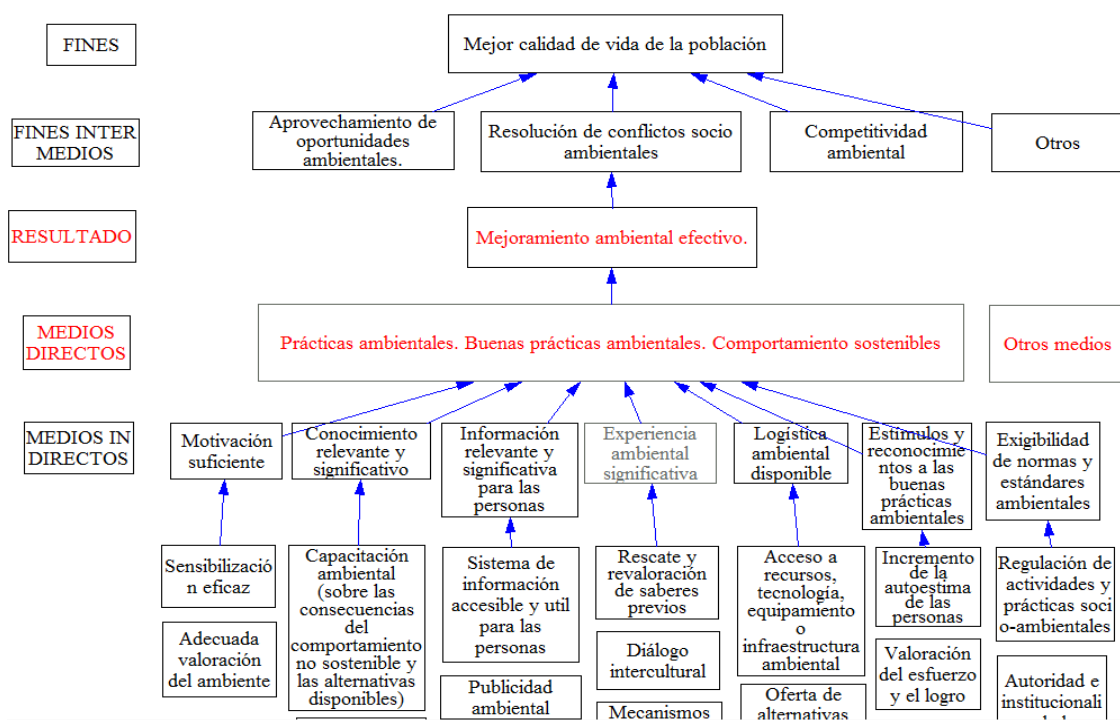 FINES
Mejor calidad de vida de la población
FINES INTER
MEDIOS
Aprovechamiento de
oportunidades
ambientales.
Resolución de conflictos socio
ambientales
Competitividad
ambiental
Otros
RESULTADO
Mejoramiento ambiental efectivo.
MEDIOS
DIRECTOS
Prácticas ambientales. Buenas prácticas ambientales. Comportamiento sostenibles
Otros medios
MEDIOS IN
DIRECTOS
Motivación
suficiente
Conocimiento
relevante y
significativo
Información
relevante y
significativa
para las
personas
Experiencia
ambiental
significativa
Logística
ambiental
disponible
Estímulos y
reconocimie
ntos a las
buenas
prácticas
ambientales
Exigibilidad
de normas y
estándares
ambientales
Sensibilizació
n eficaz
Capacitación
ambiental
(sobre las
consecuencias
del
comportamiento
no sostenible y
las alternativas
disponibles)
Sistema de
información
accesible y util
para las
personas
Rescate y
revaloración
de saberes
previos
Acceso a
recursos,
tecnología,
equipamiento
o
infraestructura
ambiental
Incremento
de la
autoestima
de las
personas
Regulación de
actividades y
prácticas soci
o-ambientales
Adecuada
valoración
del ambiente
Publicidad
ambiental
Diálogo
intercultural
Mecanismos
Oferta de
alternativas
Valoración
del esfuerzo
y el logro
Autoridad e
institucionali